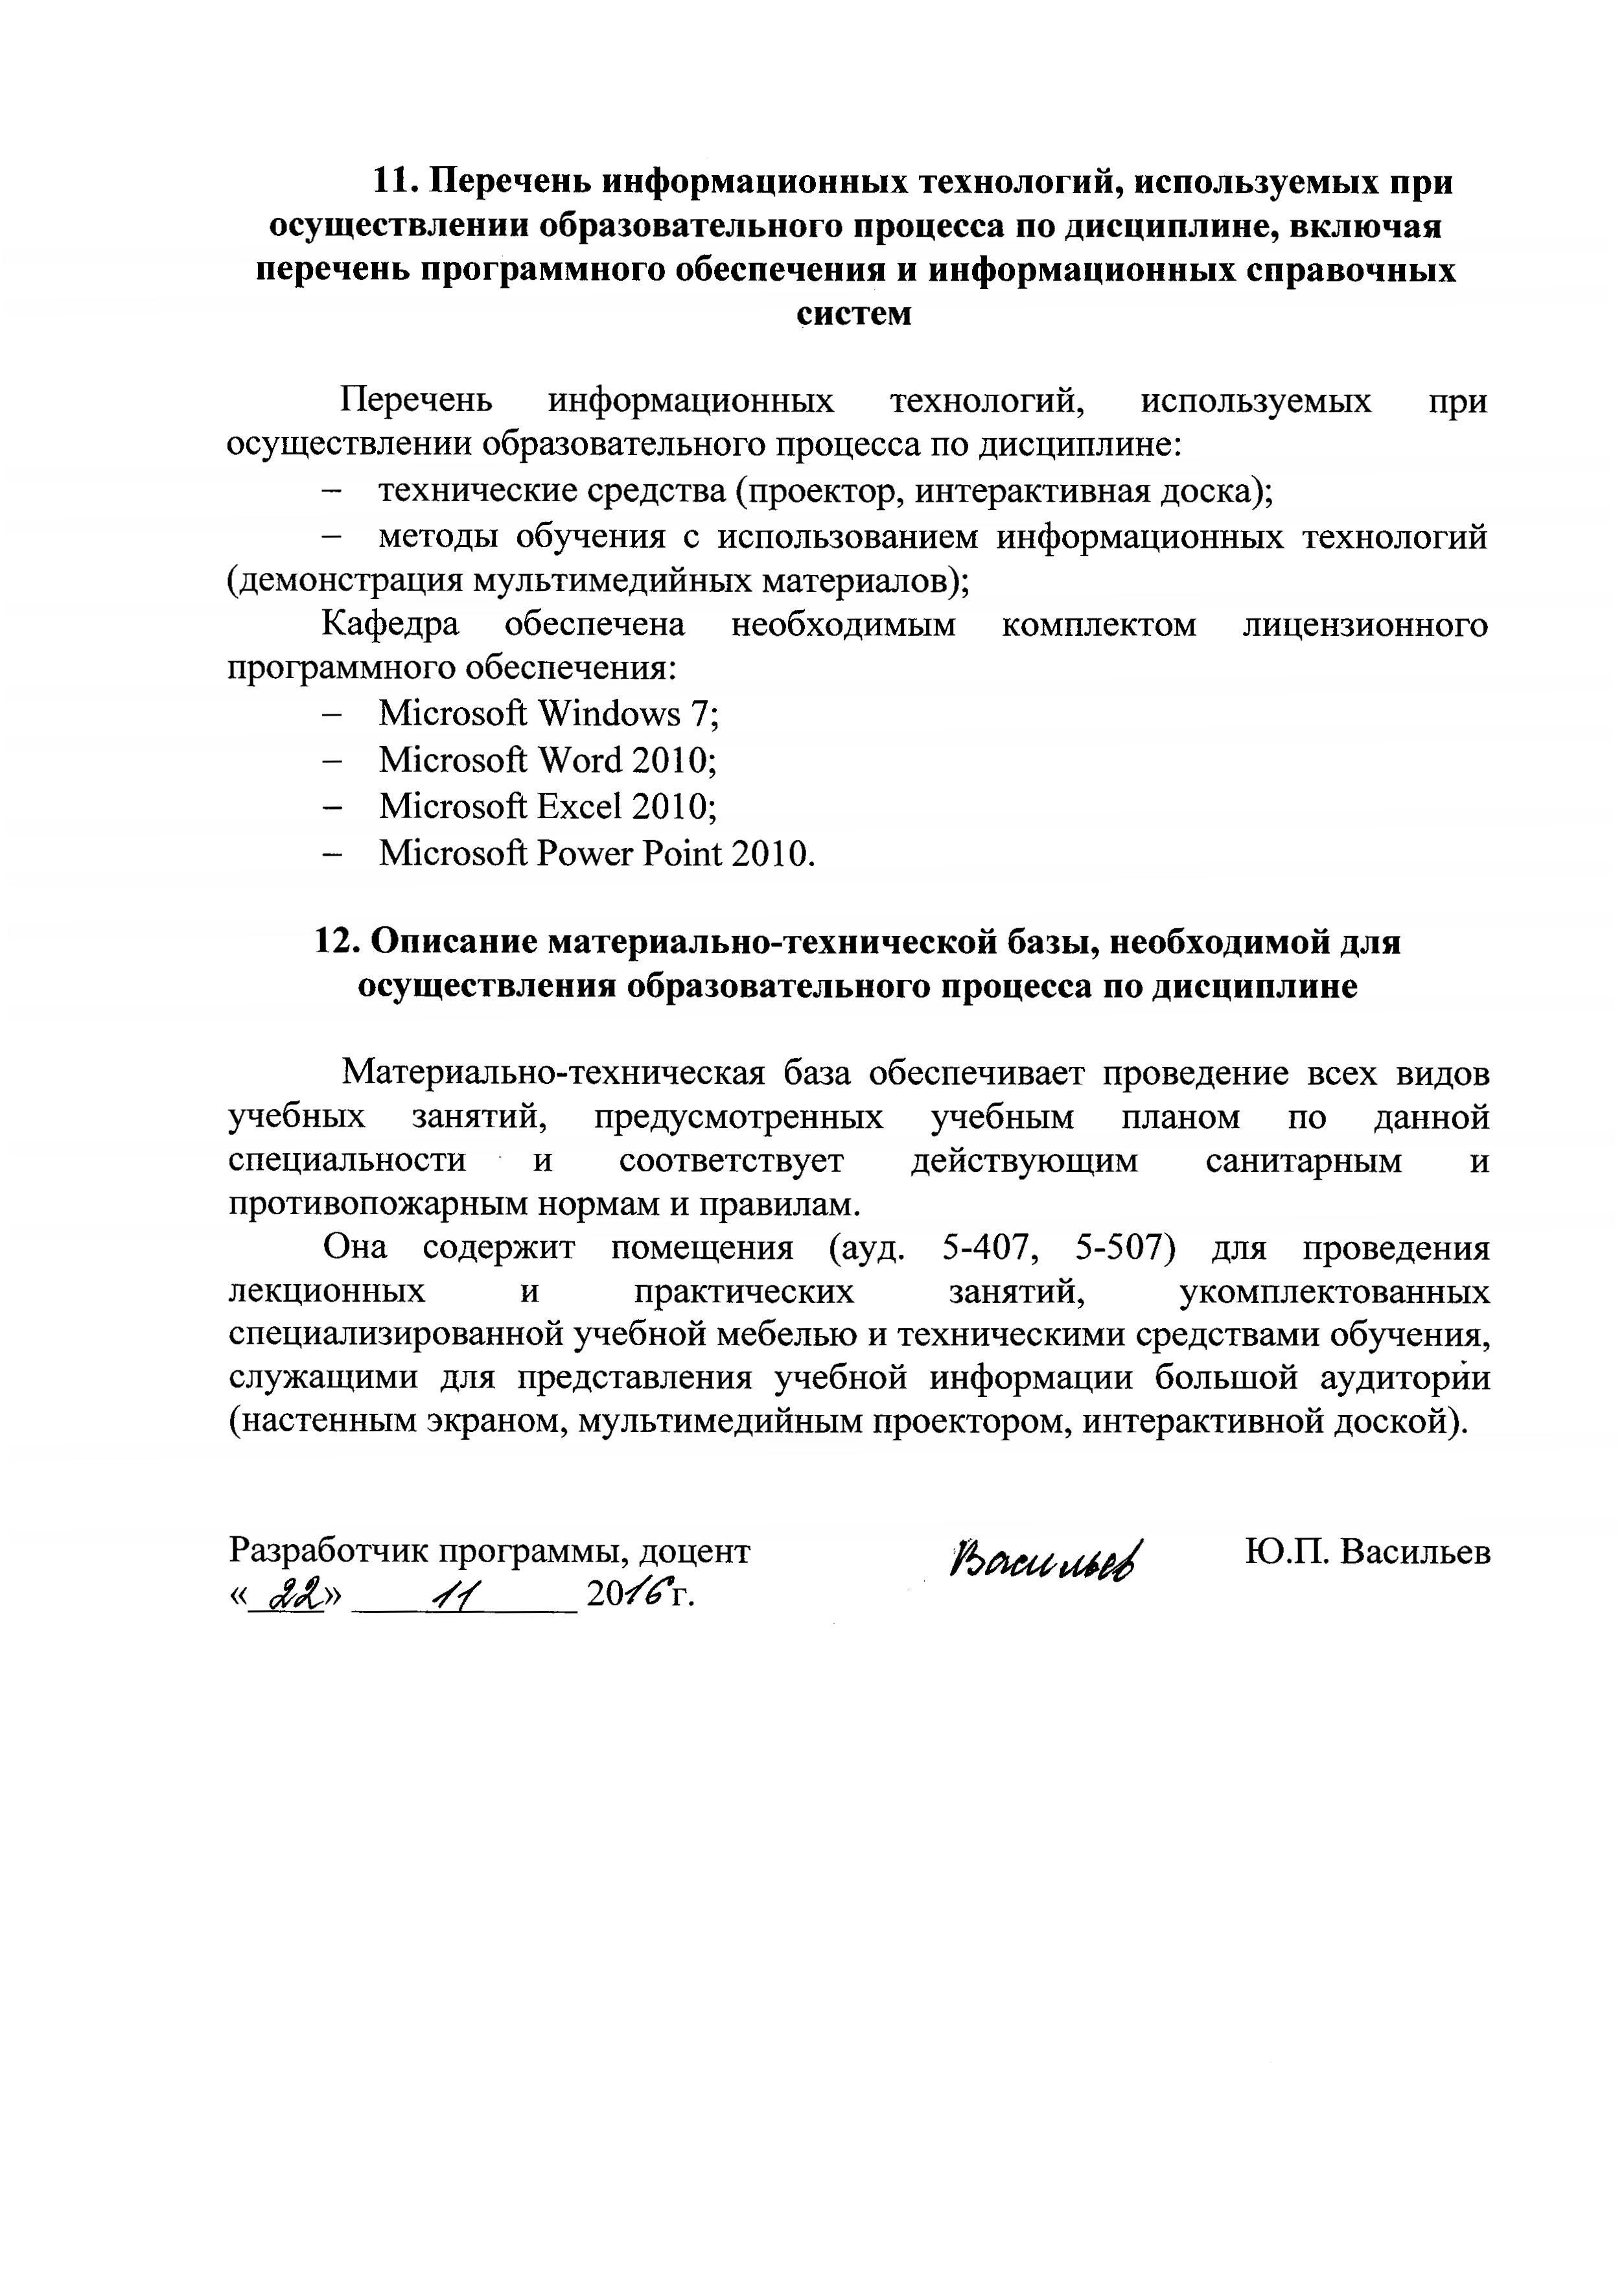 11. Перечень информационных технологий, используемых при
осуществлении образовательного процесса по дисциплине, включая
перечень программного обеспечения и информационных справочных
систем
Перечень информационных технологий, используемых при
осуществлении образовательного процесса по дисциплине:
– технические средства (проектор, интерактивная доска);
– методы обучения с использованием информационных технологий
(демонстрация мультимедийных материалов);
Кафедра обеспечена необходимым комплектом лицензионного
программного обеспечения:
– Microsoft Windows 7;
– Microsoft Word 2010;
– Microsoft Excel 2010;
– Microsoft Power Point 2010.
12. Описание материально-технической базы, необходимой для
осуществления образовательного процесса по дисциплине
Материально-техническая база обеспечивает проведение всех видов
учебных занятий, предусмотренных учебным планом по данной
специальности и соответствует действующим санитарным и
противопожарным нормам и правилам.
Она содержит помещения (ауд. 5-407, 5-507) для проведения
лекционных и практических занятий, укомплектованных
специализированной учебной мебелью и техническими средствами обучения,
служащими для представления учебной информации большой аудитории
(настенным экраном, мультимедийным проектором, интерактивной доской).
Разработчик программы, доцент Васильев Ю.П. Васильев
«22» 11 2016 г.